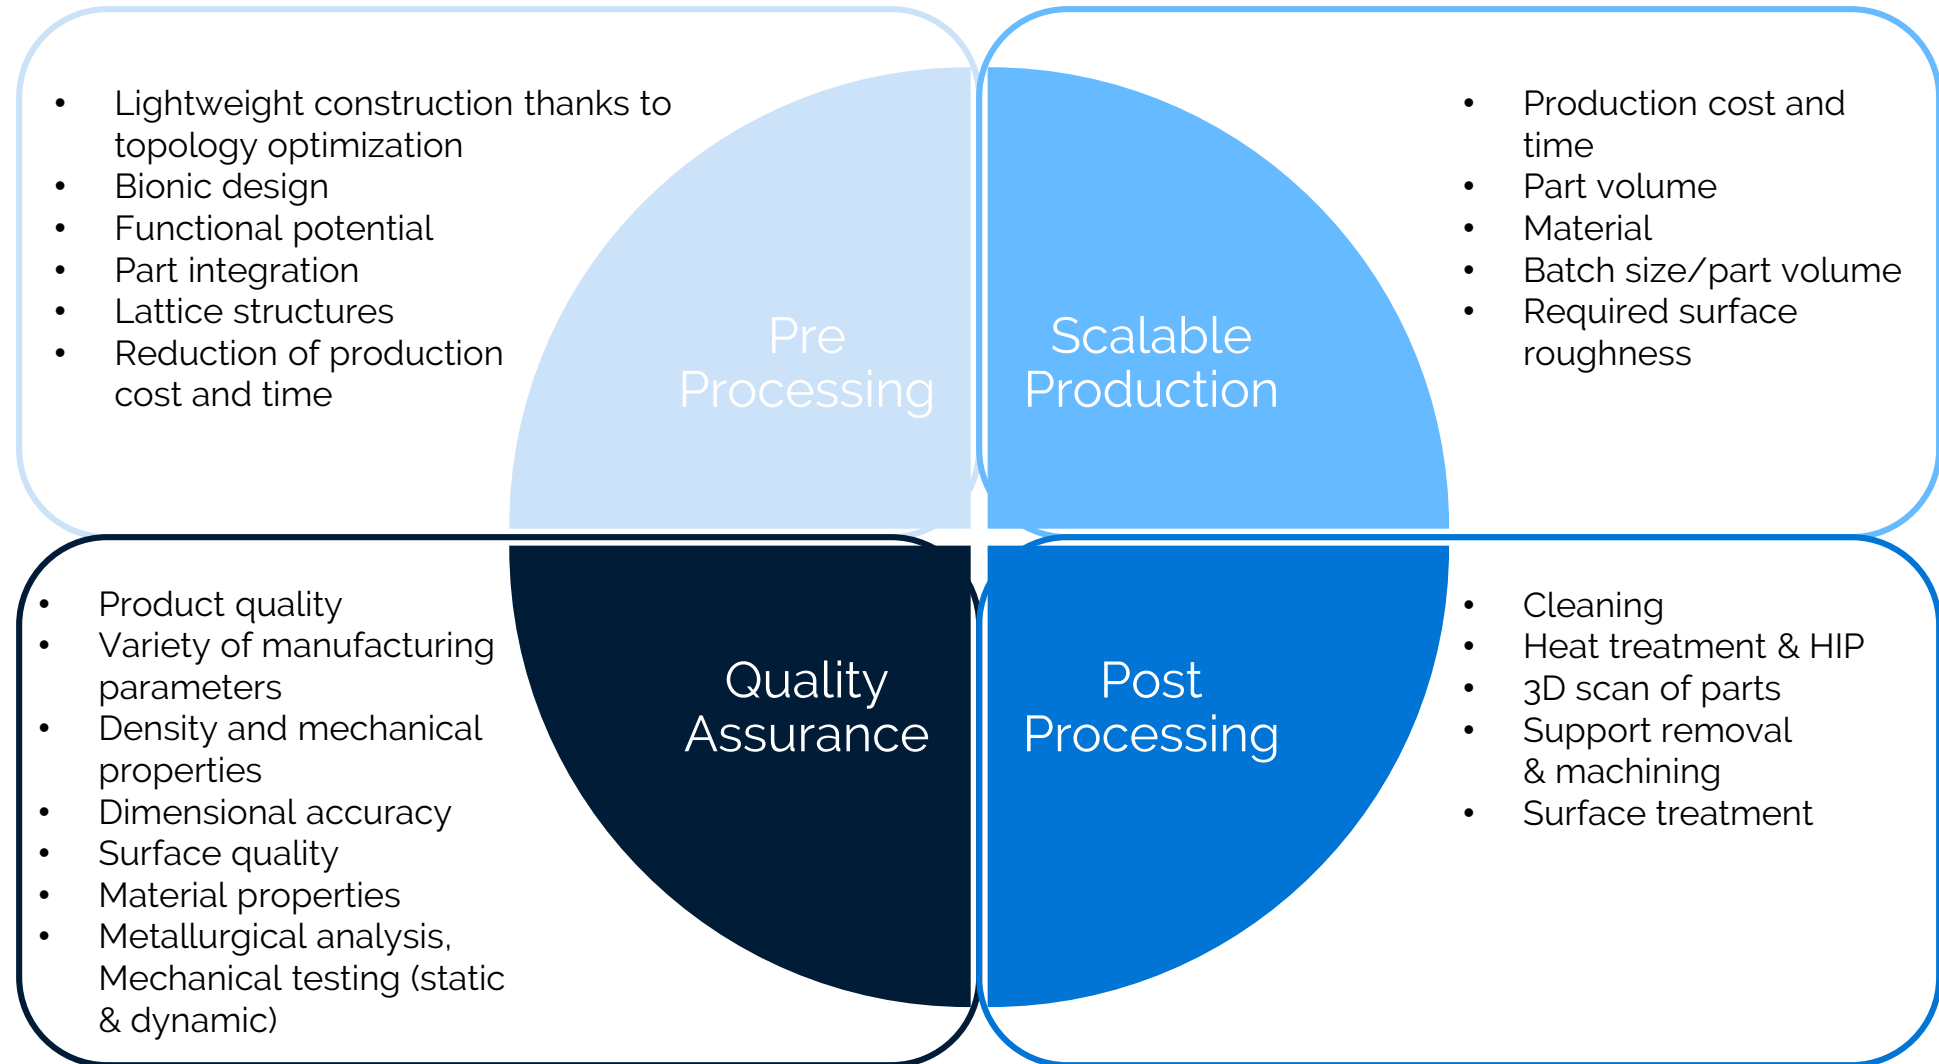 • Lightweight construction thanks to
topology optimization
• Bionic design
• Functional potential
• Part integration
• Lattice structures
• Reduction of production
cost and time
Pre
Processing
Scalable
Production
• Production cost and
time
• Part volume
• Material
• Batch size/part volume
• Required surface
roughness
• Product quality
• Variety of manufacturing
parameters
• Density and mechanical
properties
• Dimensional accuracy
• Surface quality
• Material properties
• Metallurgical analysis,
Mechanical testing (static
& dynamic)
Quality
Assurance
Post
Processing
• Cleaning
• Heat treatment & HIP
• 3D scan of parts
• Support removal
& machining
• Surface treatment